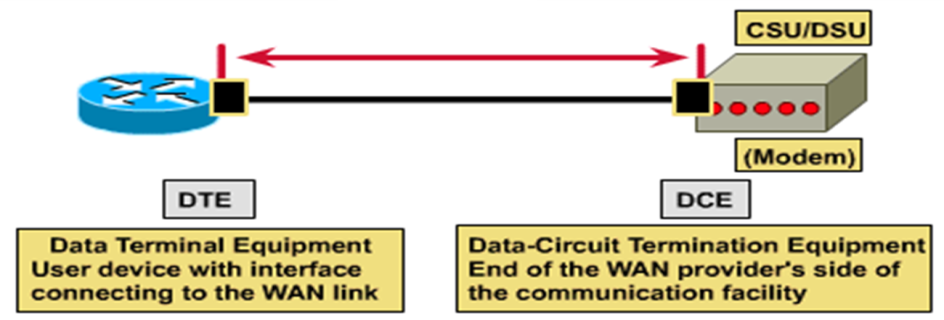 CSU/DSU
(Modem)
DTE
DCE
Data Terminal Equipment
User device with interface
connecting to the WAN link
Data-Circuit Termination Equipment
End of the WAN provider's side of
the communication facility